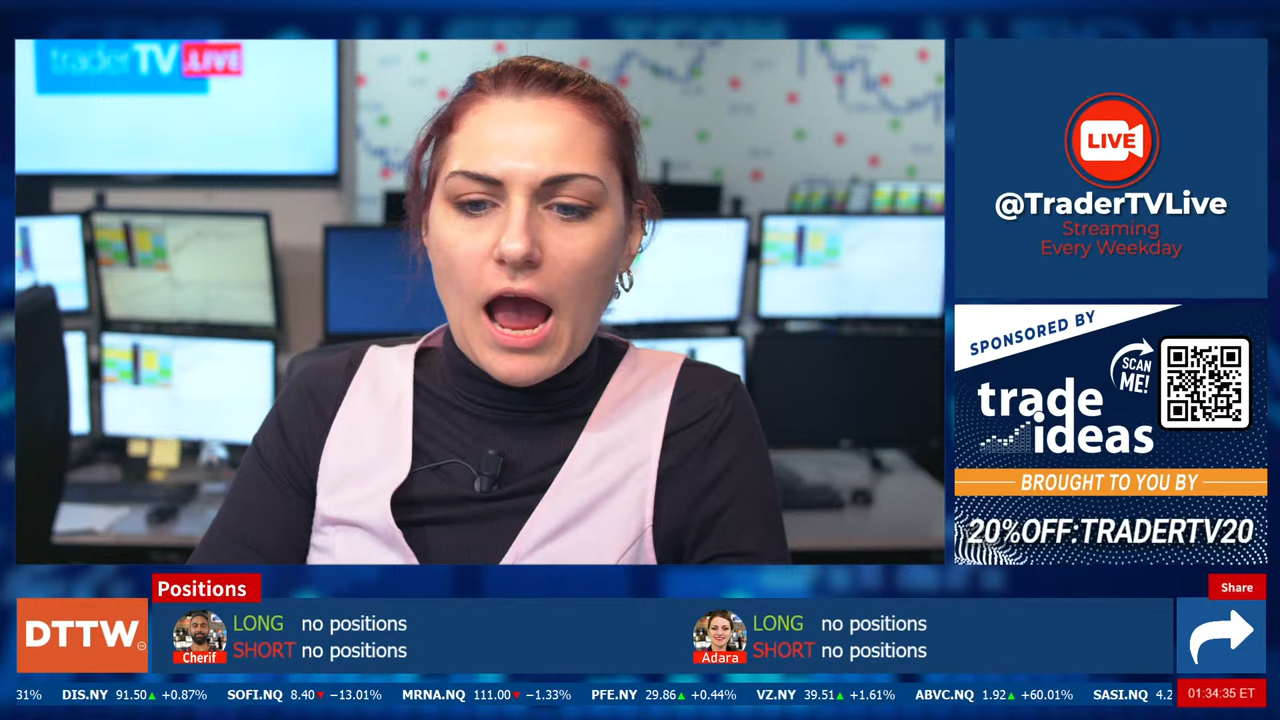 traderTV.LIVE
LIVE
@TraderTVLive
Streaming
Every Weekday
SPONSORED BY
SCAN
ME!
trade
ideas
BROUGHT TO YOU BY
20%OFF:TRADERTV20
Positions
Share
DTTW
LONG no positions
SHORT no positions
Cherif
LONG no positions
SHORT no positions
Adara
31% DIS.NY 91.50▲ +0.87% SOFI.NQ 8.40▼ −13.01% MRNA.NQ 111.00▼ −1.33% PFE.NY 29.86▲ +0.44% VZ.NY 39.51▲ +1.61% ABVC.NQ 1.92▲ +60.01% SASI.NQ 4.2
01:34:35 ET